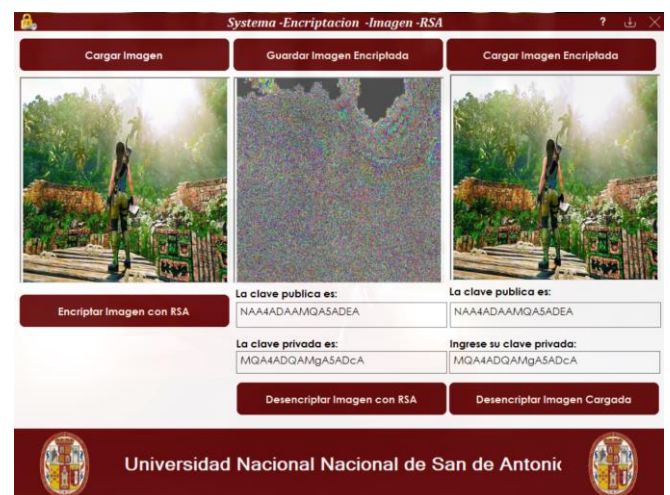 Systema -Encriptacion -Imagen -RSA ?
Cargar Imagen
Guardar Imagen Encriptada
Cargar Imagen Encriptada
Encriptar Imagen con RSA
La clave publica es:
NAA4ADAAMQA5ADEA
La clave privada es:
MQA4ADQAMgA5ADcA
Desencriptar Imagen con RSA
La clave publica es:
NAA4ADAAMQA5ADEA
Ingrese su clave privada:
MQA4ADQAMgA5ADcA
Desencriptar Imagen Cargada
Universidad Nacional Nacional de San de Antonic